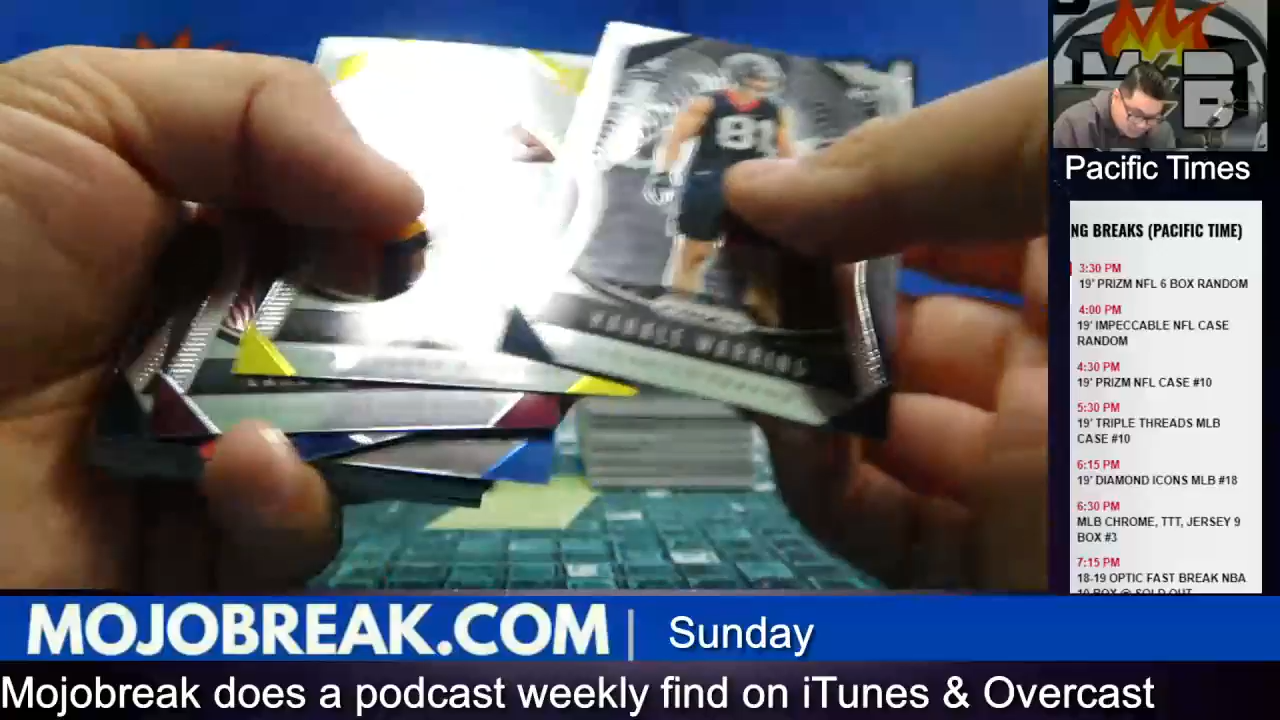 81
KAHALE WARRING
M B
B
Pacific Times
NG BREAKS (PACIFIC TIME)
3:30 PM
19' PRIZM NFL 6 BOX RANDOM
4:00 PM
19' IMPECCABLE NFL CASE
RANDOM
4:30 PM
19' PRIZM NFL CASE #10
5:30 PM
19' TRIPLE THREADS MLB
CASE #10
6:15 PM
19' DIAMOND ICONS MLB #18
6:30 PM
MLB CHROME, TTT, JERSEY 9
BOX #3
7:15 PM
18-19 OPTIC FAST BREAK NBA
MOJOBREAK.COM | Sunday
Mojobreak does a podcast weekly find on iTunes & Overcast